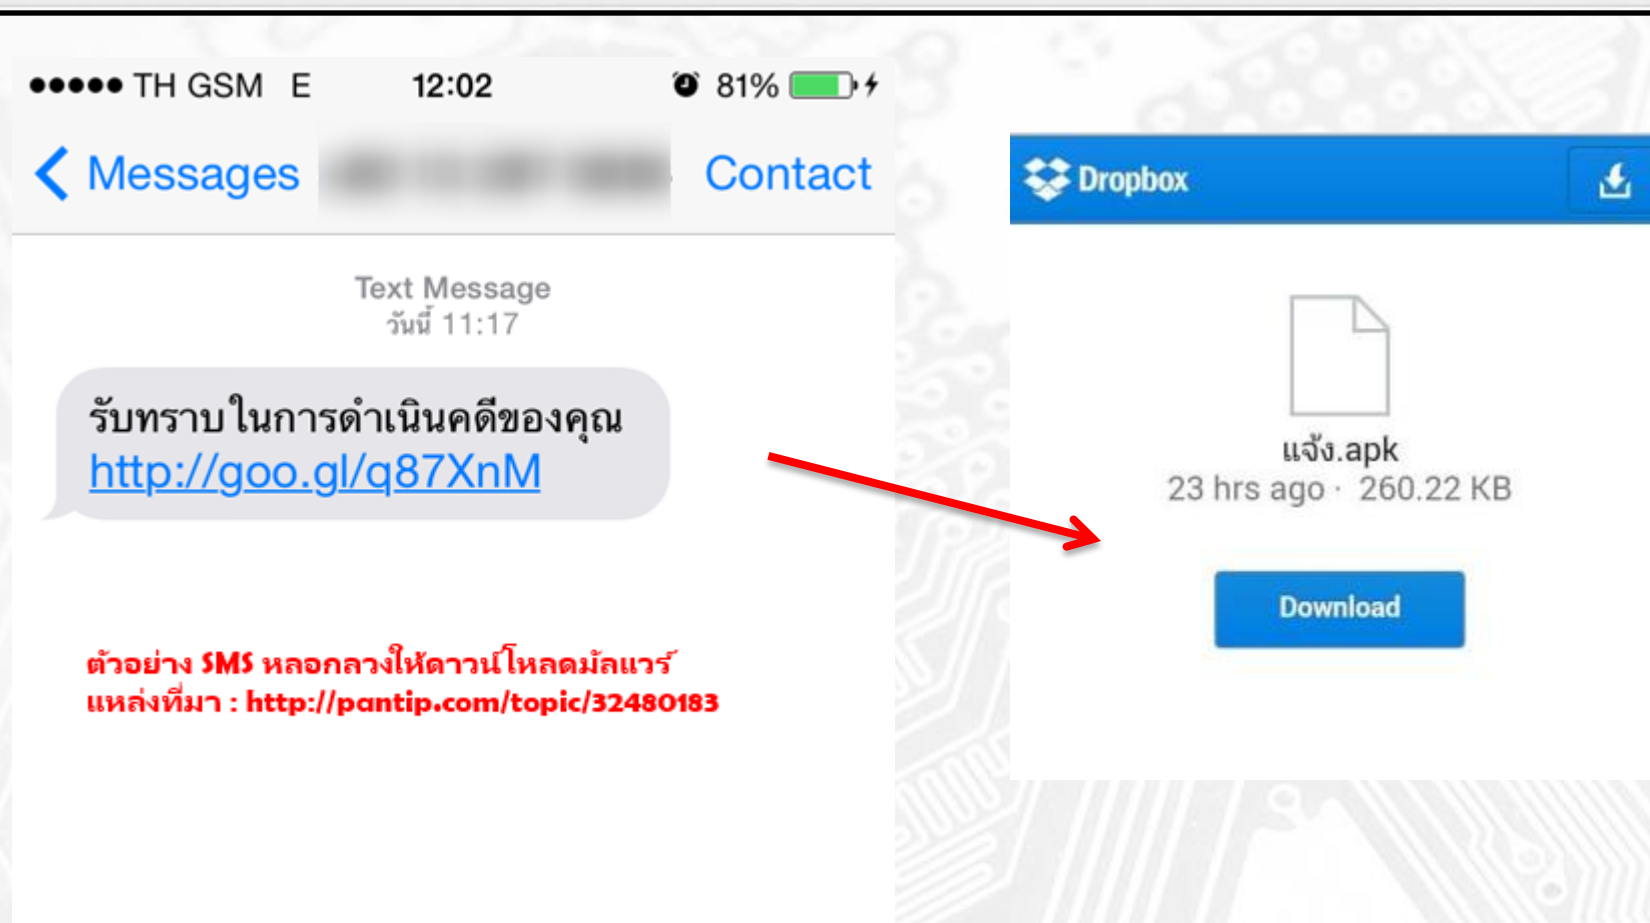 TH GSM E 12:02 81%
Messages Contact
Text Message
วันนี้ 11:17
รับทราบในการดำเนินคดีของคุณ
http://goo.gl/q87XnM
ตัวอย่าง SMS หลอกลวงให้ดาวน์โหลดมัลแวร์
แหล่งที่มา : http://pantip.com/topic/32480183
Dropbox
แจ้ง.apk
23 hrs ago · 260.22 KB
Download